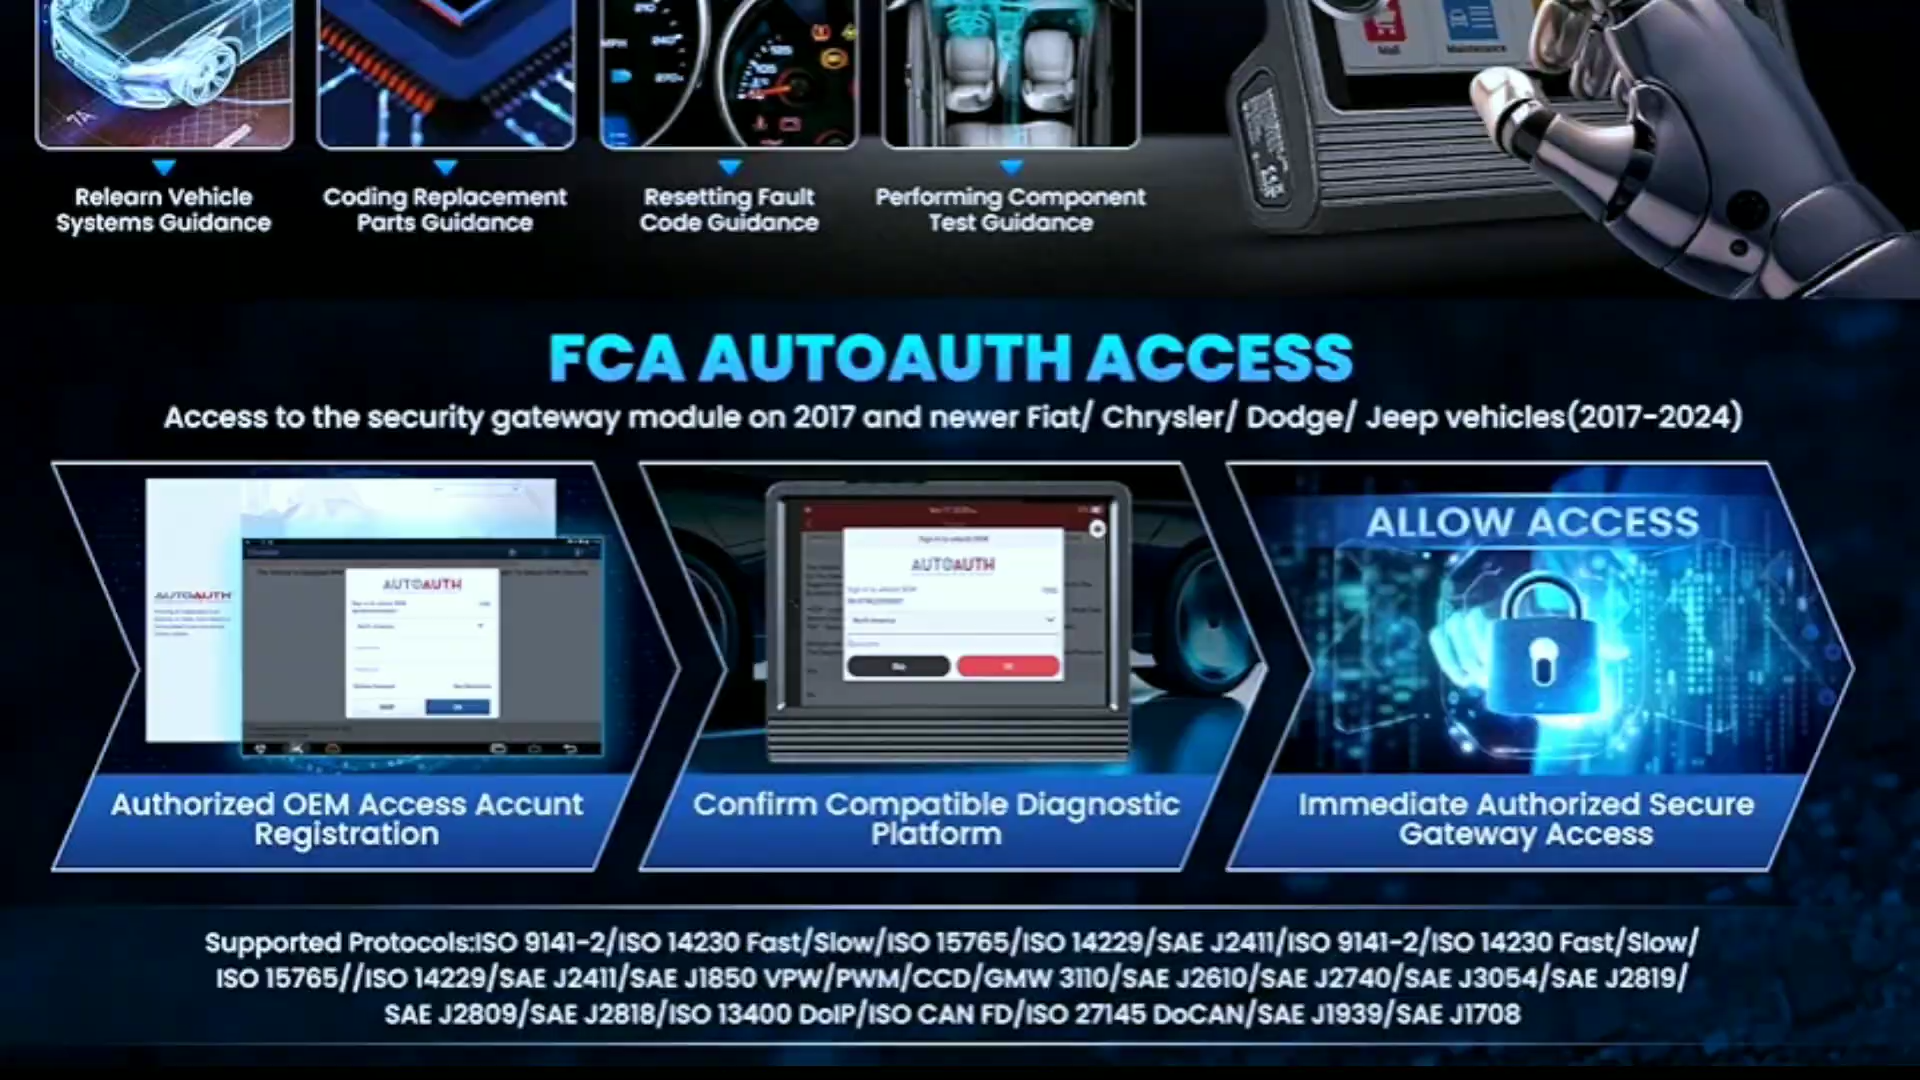 Mall
Maintenance
Relearn Vehicle
Systems Guidance
Coding Replacement
Parts Guidance
Resetting Fault
Code Guidance
Performing Component
Test Guidance
FCA AUTOAUTH ACCESS
Access to the security gateway module on 2017 and newer Fiat/ Chrysler/ Dodge/ Jeep vehicles(2017-2024)
AUTOAUTH
AUTOAUTH
AUTOAUTH
ALLOW ACCESS
Authorized OEM Access Accunt
Registration
Confirm Compatible Diagnostic
Platform
Immediate Authorized Secure
Gateway Access
Supported Protocols:ISO 9141-2/ISO 14230 Fast/Slow/ISO 15765/ISO 14229/SAE J2411/ISO 9141-2/ISO 14230 Fast/Slow/
ISO 15765//ISO 14229/SAE J2411/SAE J1850 VPW/PWM/CCD/GMW 3110/SAE J2610/SAE J2740/SAE J3054/SAE J2819/
SAE J2809/SAE J2818/ISO 13400 DoIP/ISO CAN FD/ISO 27145 DoCAN/SAE J1939/SAE J1708